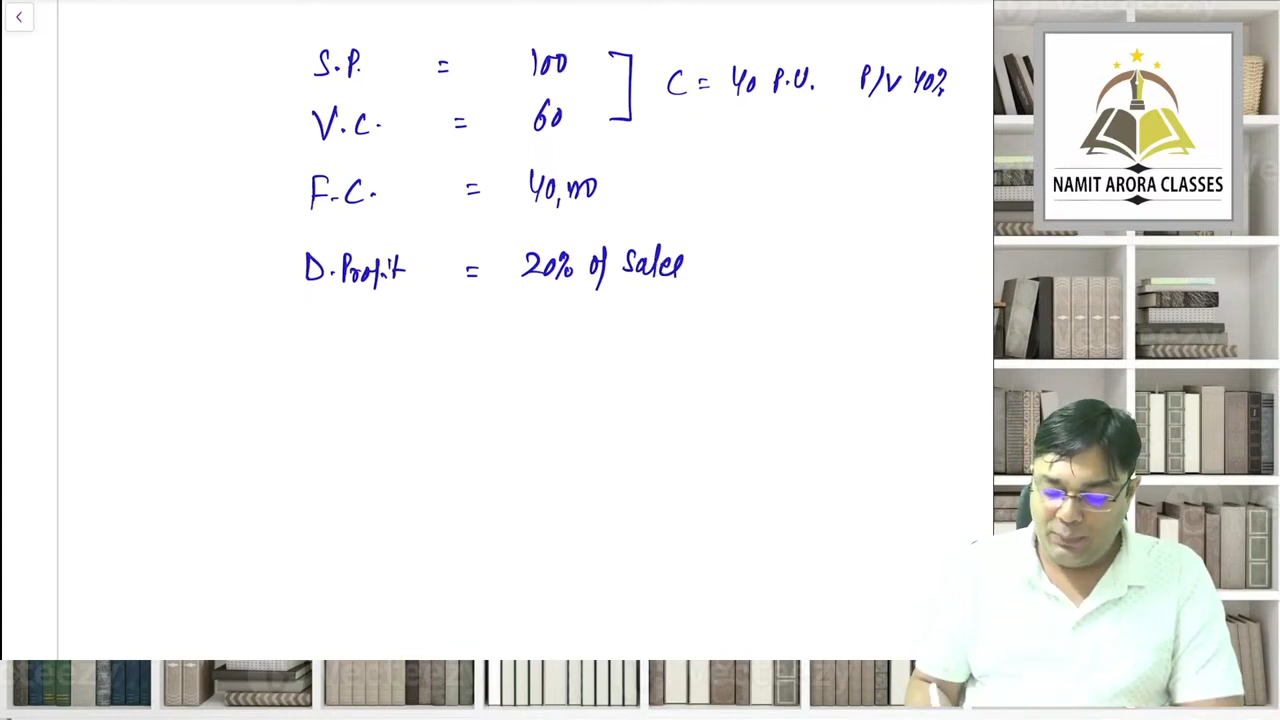 S.P. = 100
V.C. = 60
C = 40 P.U. P/V 40%
F.C. = 40,000
D. Profit = 20% of Sales
NAMIT ARORA CLASSES